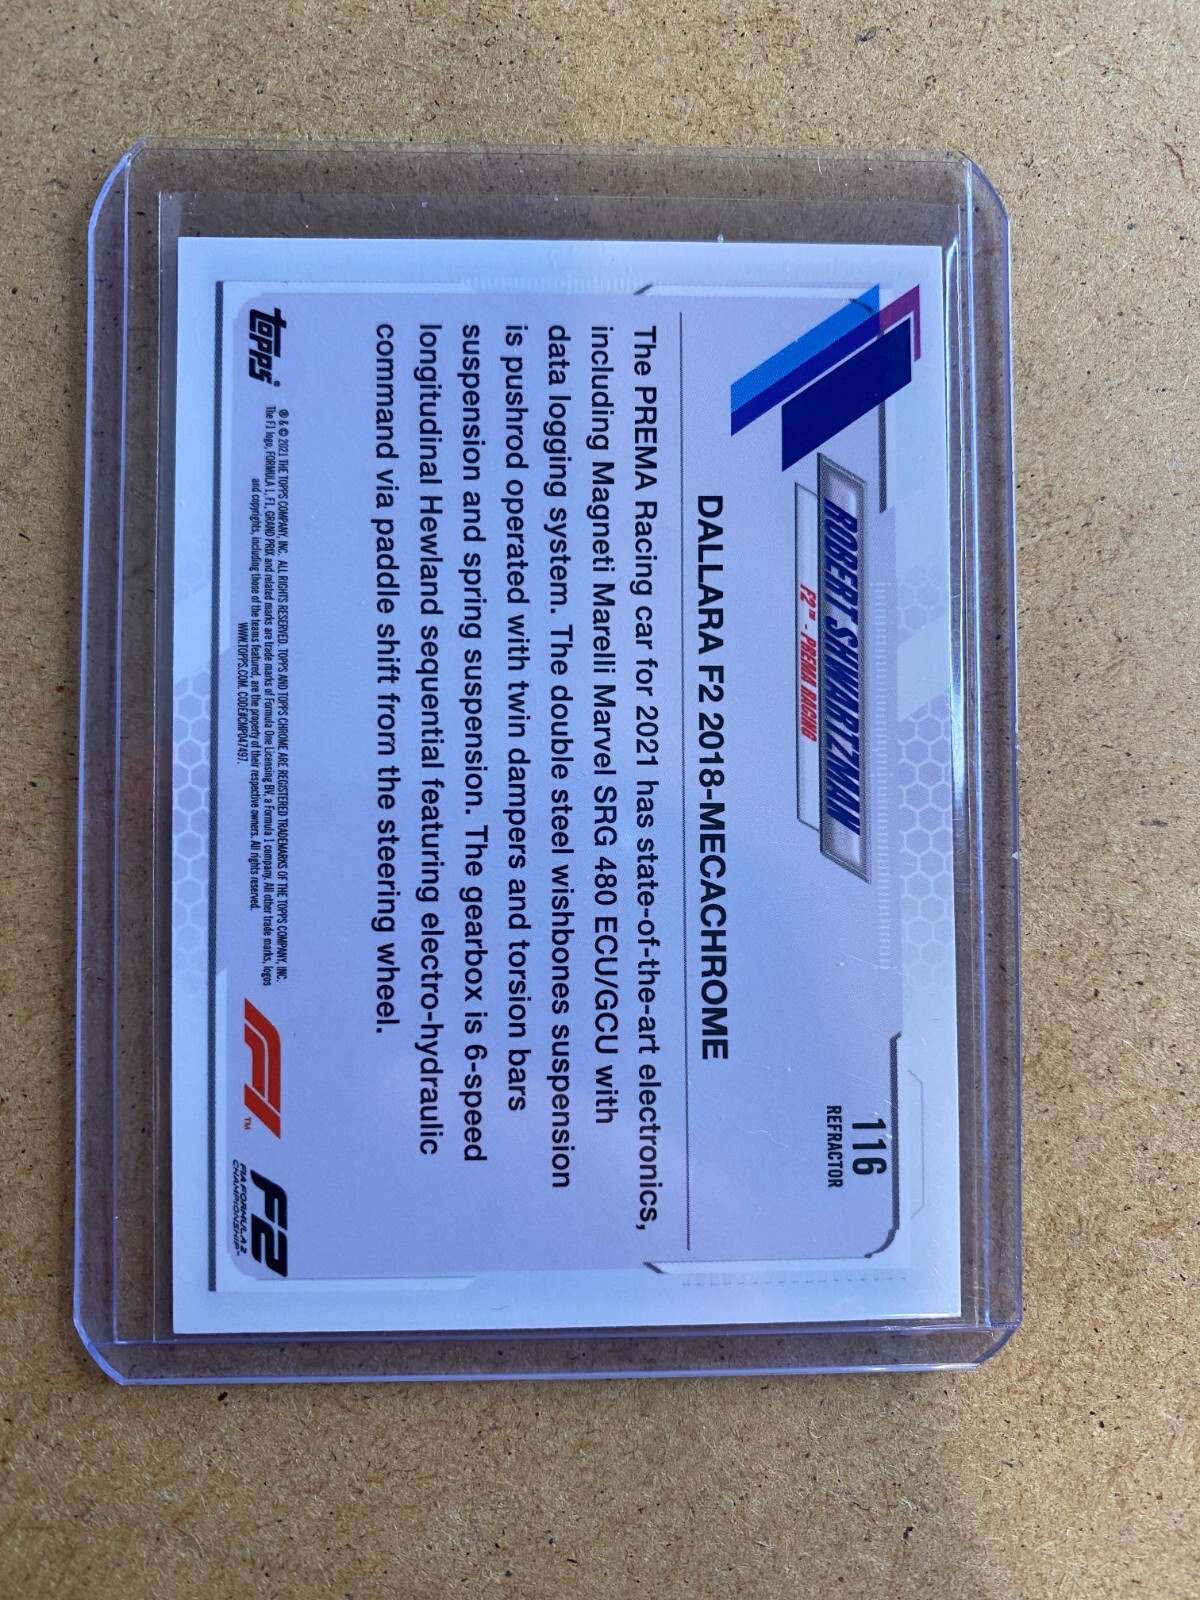 116
REFRACTOR
ROBERT SHWARTZMAN
F2™ - PREMA RACING
DALLARA F2 2018-MECACHROME
The PREMA Racing car for 2021 has state-of-the-art electronics,
including Magneti Marelli Marvel SRG 480 ECU/GCU with
data logging system. The double steel wishbones suspension
is pushrod operated with twin dampers and torsion bars
suspension and spring suspension. The gearbox is 6-speed
longitudinal Hewland sequential featuring electro-hydraulic
command via paddle shift from the steering wheel.
topps®
® & © 2021 THE TOPPS COMPANY, INC. ALL RIGHTS RESERVED. TOPPS AND TOPPS CHROME ARE REGISTERED TRADEMARKS OF THE TOPPS COMPANY, INC.
The F1 logo, FORMULA 1, F1, GRAND PRIX and related marks are trade marks of Formula One Licensing BV, a Formula 1 company. All other trade marks, logos
and copyrights, including those of the teams featured, are the property of their respective owners. All rights reserved.
WWW.TOPPS.COM. CODE#CMP047497.
F1™
F2
FIA FORMULA 2
CHAMPIONSHIP™